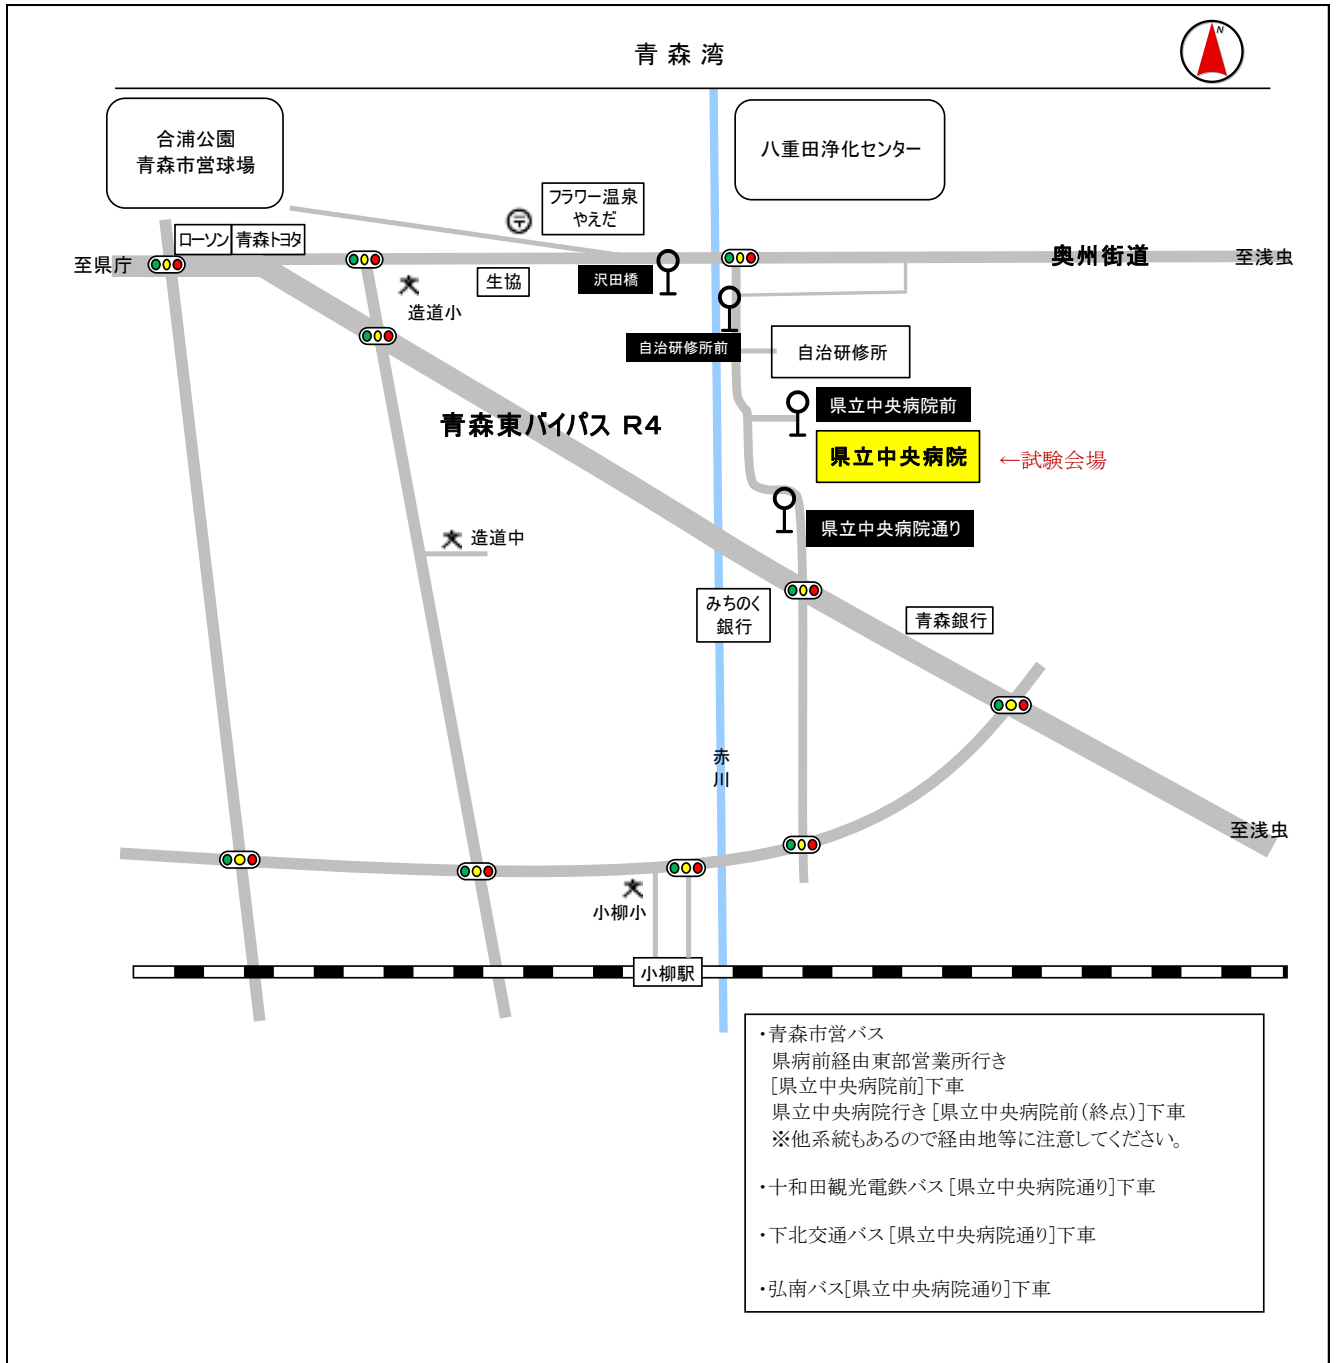 青森湾
N
合浦公園
青森市営球場
八重田浄化センター
フラワー温泉
やえだ
ローソン
青森トヨタ
至県庁
奥州街道
至浅虫
生協
沢田橋
造道小
自治研修所前
自治研修所
県立中央病院前
青森東バイパス R4
県立中央病院
←試験会場
県立中央病院通り
造道中
みちのく
銀行
青森銀行
赤
川
至浅虫
小柳小
小柳駅
・青森市営バス
県病前経由東部営業所行き
[県立中央病院前]下車
県立中央病院行き[県立中央病院前(終点)]下車
※他系統もあるので経由地等に注意してください。
・十和田観光電鉄バス[県立中央病院通り]下車
・下北交通バス[県立中央病院通り]下車
・弘南バス[県立中央病院通り]下車